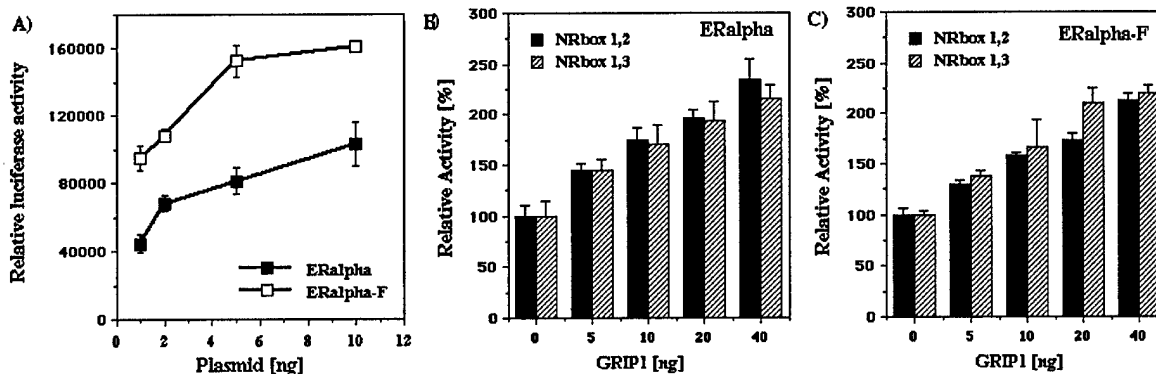 A)
Relative luciferase activity
160000
120000
80000
40000
0
0 2 4 6 8 10 12
Plasmid [ng]
ERalpha
ERalpha-F
B)
Relative Activity [%]
300
250
200
150
100
50
0
NRbox 1,2
NRbox 1,3
ERalpha
0 5 10 20 40
GRIP1 [ng]
C)
Relative Activity [%]
300
250
200
150
100
50
0
NRbox 1,2
NRbox 1,3
ERalpha-F
0 5 10 20 40
GRIP1 [ng]